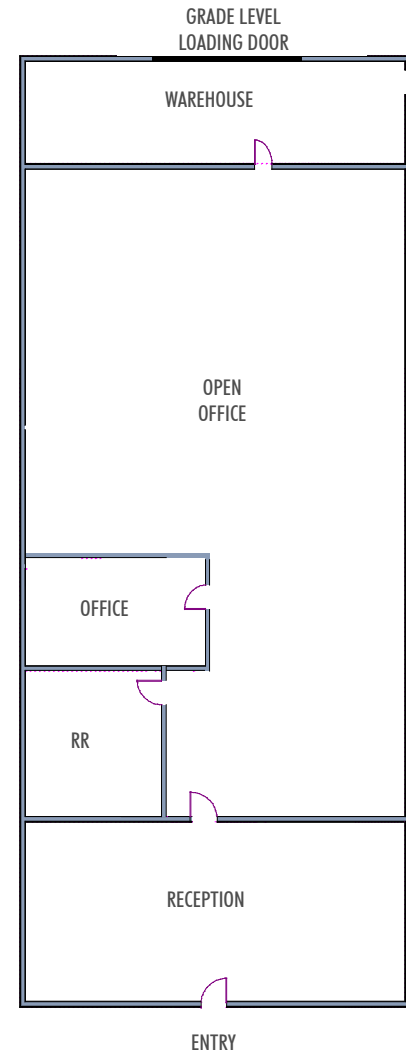 GRADE LEVEL
LOADING DOOR
WAREHOUSE
OPEN
OFFICE
OFFICE
RR
RECEPTION
ENTRY